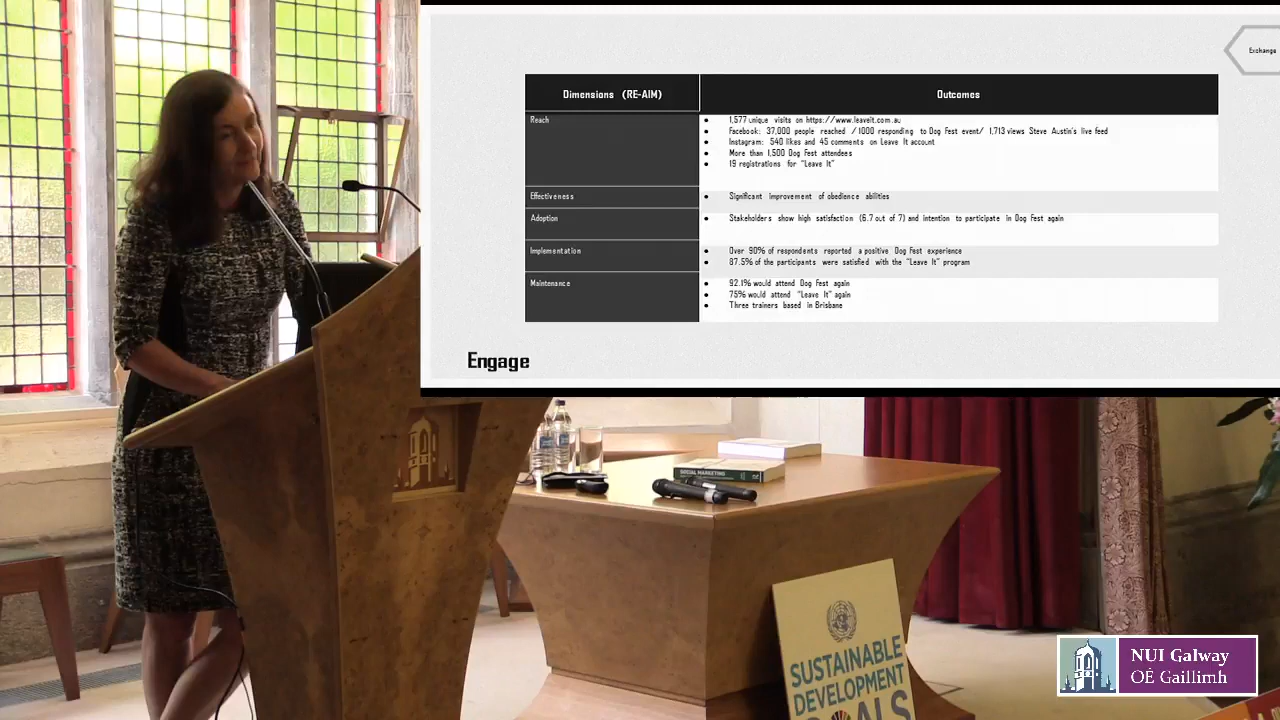 Exchange
Dimensions (RE-AIM)
Outcomes
Reach
1,577 unique visits on https://www.leaveit.com.au
Facebook: 37,000 people reached /1000 responding to Dog Fest event/ 1,713 views Steve Austin's live feed
Instagram: 540 likes and 45 comments on Leave It account
More than 1,500 Dog Fest attendees
19 registrations for "Leave It"
Effectiveness
Significant improvement of obedience abilities
Adoption
Stakeholders show high satisfaction (6.7 out of 7) and intention to participate in Dog Fest again
Implementation
Over 90% of respondents reported a positive Dog Fest experience
87.5% of the participants were satisfied with the "Leave It" program
Maintenance
92.1% would attend Dog Fest again
75% would attend "Leave It" again
Three trainers based in Brisbane
Engage
SOCIAL MARKETING
SUSTAINABLE
DEVELOPMENT
GOALS
NUI Galway
OÉ Gaillimh